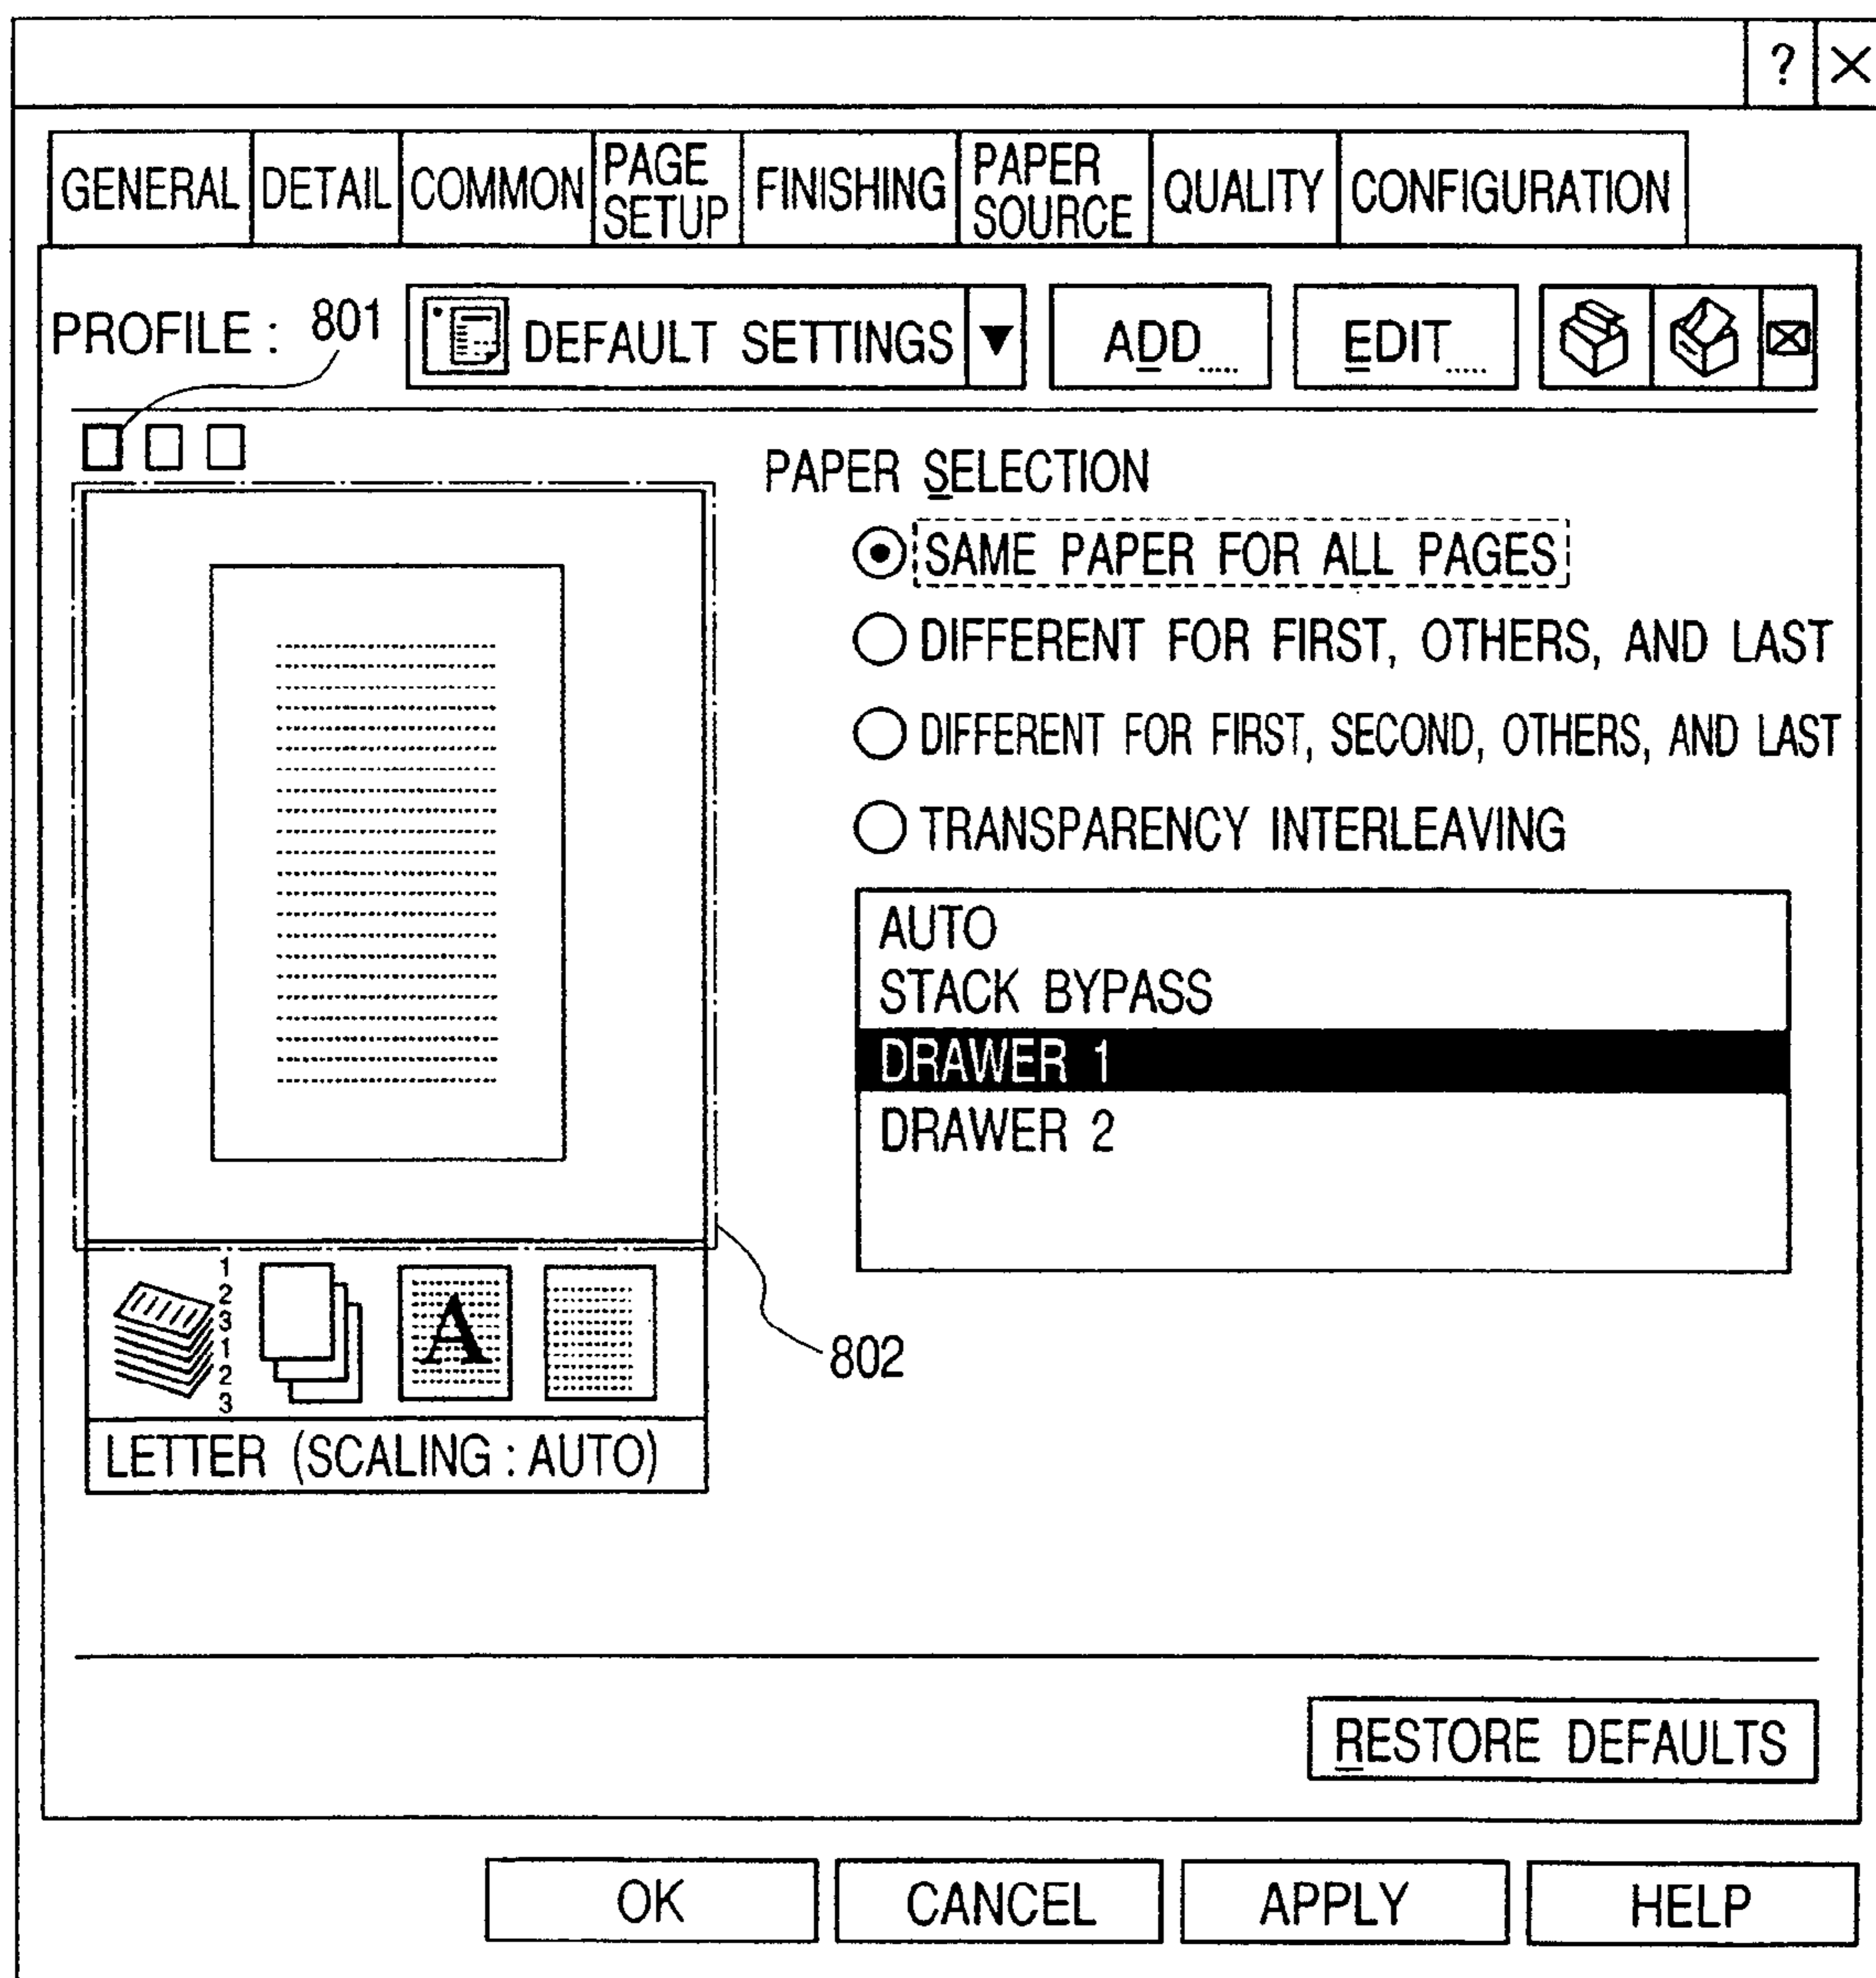 ? ×
GENERAL DETAIL COMMON PAGE SETUP FINISHING PAPER SOURCE QUALITY CONFIGURATION
PROFILE : 801 DEFAULT SETTINGS ▼ ADD..... EDIT.....
PAPER SELECTION
SAME PAPER FOR ALL PAGES
DIFFERENT FOR FIRST, OTHERS, AND LAST
DIFFERENT FOR FIRST, SECOND, OTHERS, AND LAST
TRANSPARENCY INTERLEAVING
AUTO
STACK BYPASS
DRAWER 1
DRAWER 2
1
2
3
1
2
3
A
802
LETTER (SCALING : AUTO)
RESTORE DEFAULTS
OK CANCEL APPLY HELP